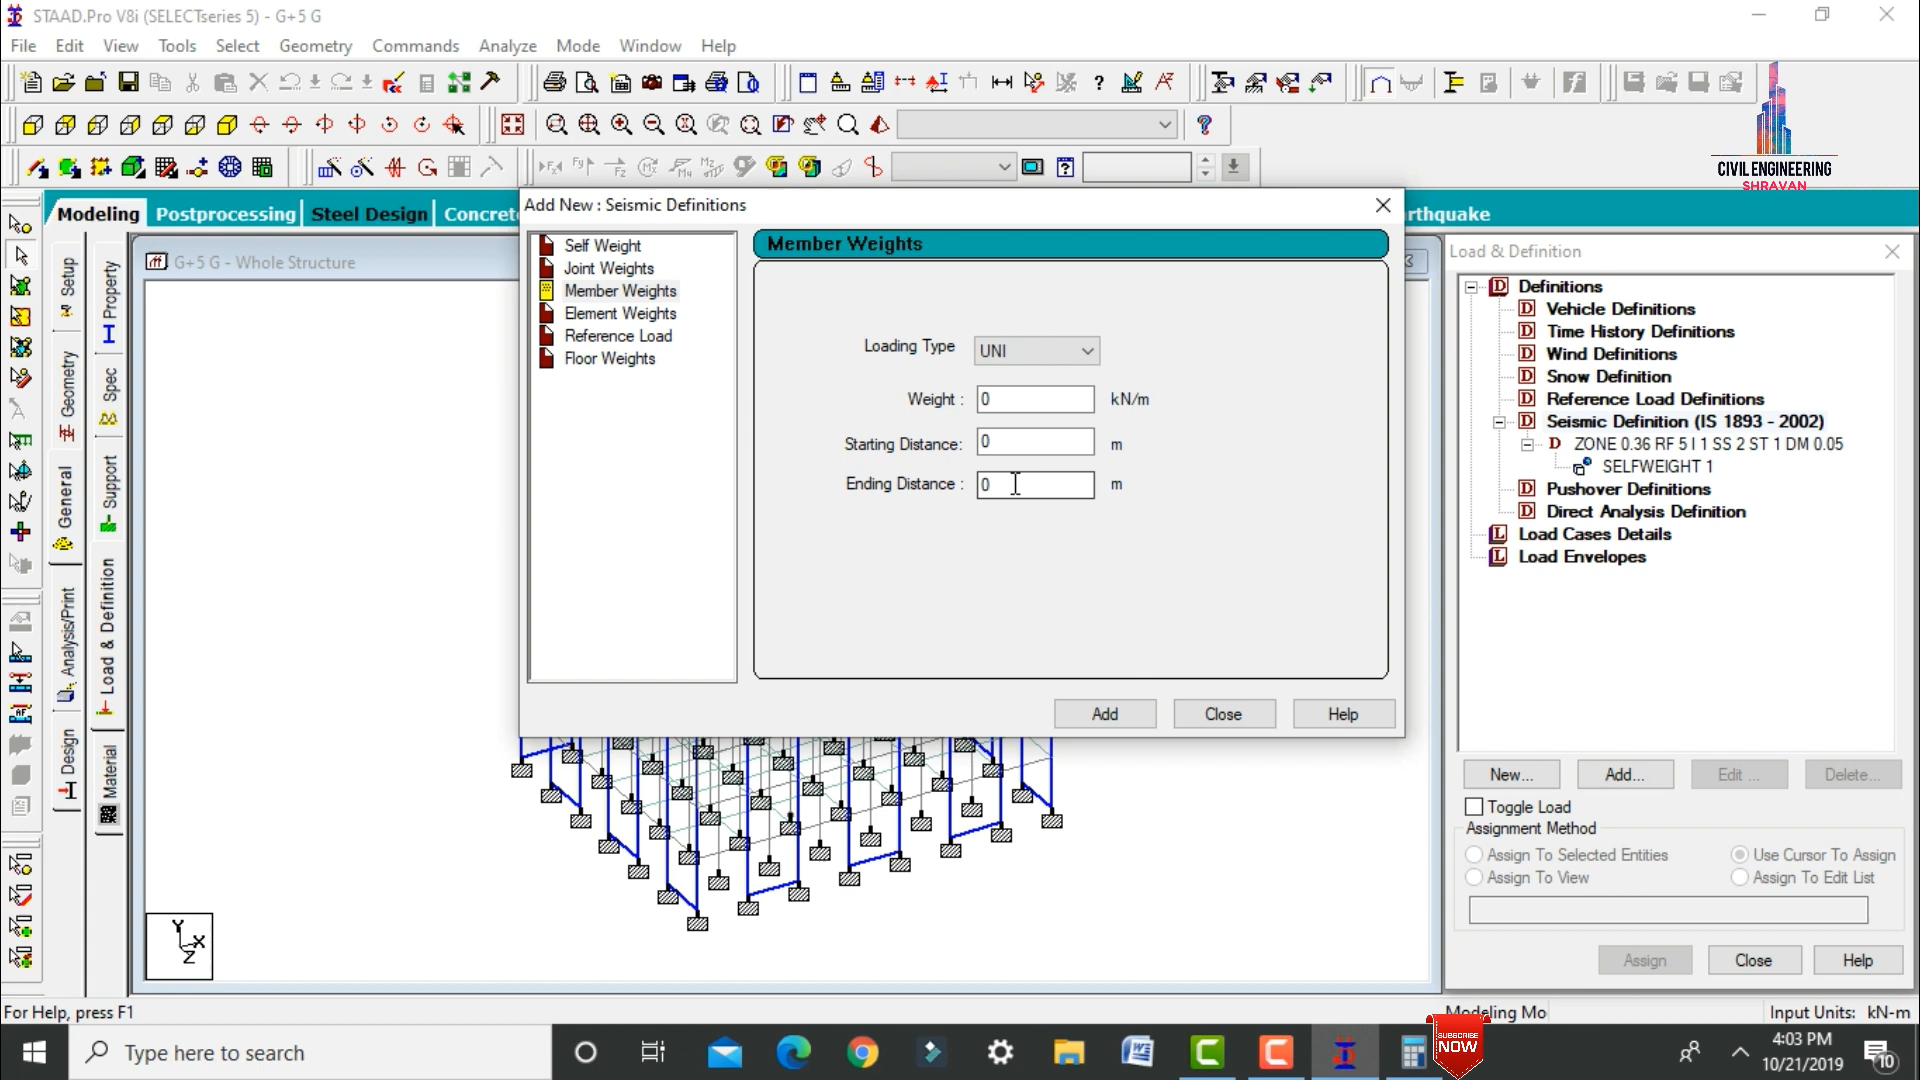 STAAD.Pro V8i (SELECTseries 5) - G+5 G
File Edit View Tools Select Geometry Commands Analyze Mode Window Help
CIVIL ENGINEERING
SHRAVAN
Modeling Postprocessing Steel Design Concrete rthquake
G+5 G - Whole Structure
Setup
Geometry
General
Analysis/Print
Design
Property
Spec
Support
Load & Definition
Material
Add New : Seismic Definitions
Self Weight
Joint Weights
Member Weights
Element Weights
Reference Load
Floor Weights
Member Weights
Loading Type UNI
Weight : 0 kN/m
Starting Distance: 0 m
Ending Distance : 0 m
Add Close Help
Load & Definition
Definitions
Vehicle Definitions
Time History Definitions
Wind Definitions
Snow Definition
Reference Load Definitions
Seismic Definition (IS 1893 - 2002)
ZONE 0.36 RF 5 I 1 SS 2 ST 1 DM 0.05
SELFWEIGHT 1
Pushover Definitions
Direct Analysis Definition
Load Cases Details
Load Envelopes
New... Add... Edit ... Delete...
Toggle Load
Assignment Method
Assign To Selected Entities Use Cursor To Assign
Assign To View Assign To Edit List
Assign Close Help
Y
X
Z
For Help, press F1 Modeling Mo Input Units: kN-m
SUBSCRIBE
NOW
Type here to search
4:03 PM
10/21/2019
10